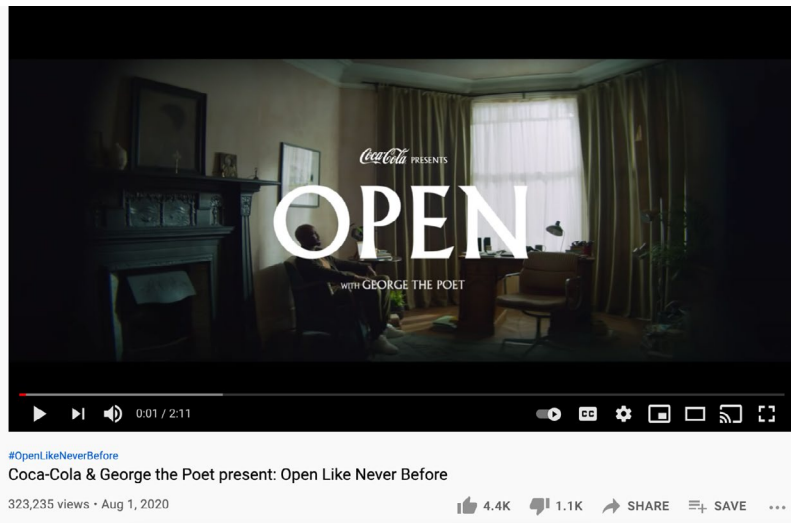 Coca-Cola PRESENTS
OPEN
WITH GEORGE THE POET
0:01 / 2:11
CC
#OpenLikeNeverBefore
Coca-Cola & George the Poet present: Open Like Never Before
323,235 views • Aug 1, 2020
4.4K 1.1K SHARE SAVE